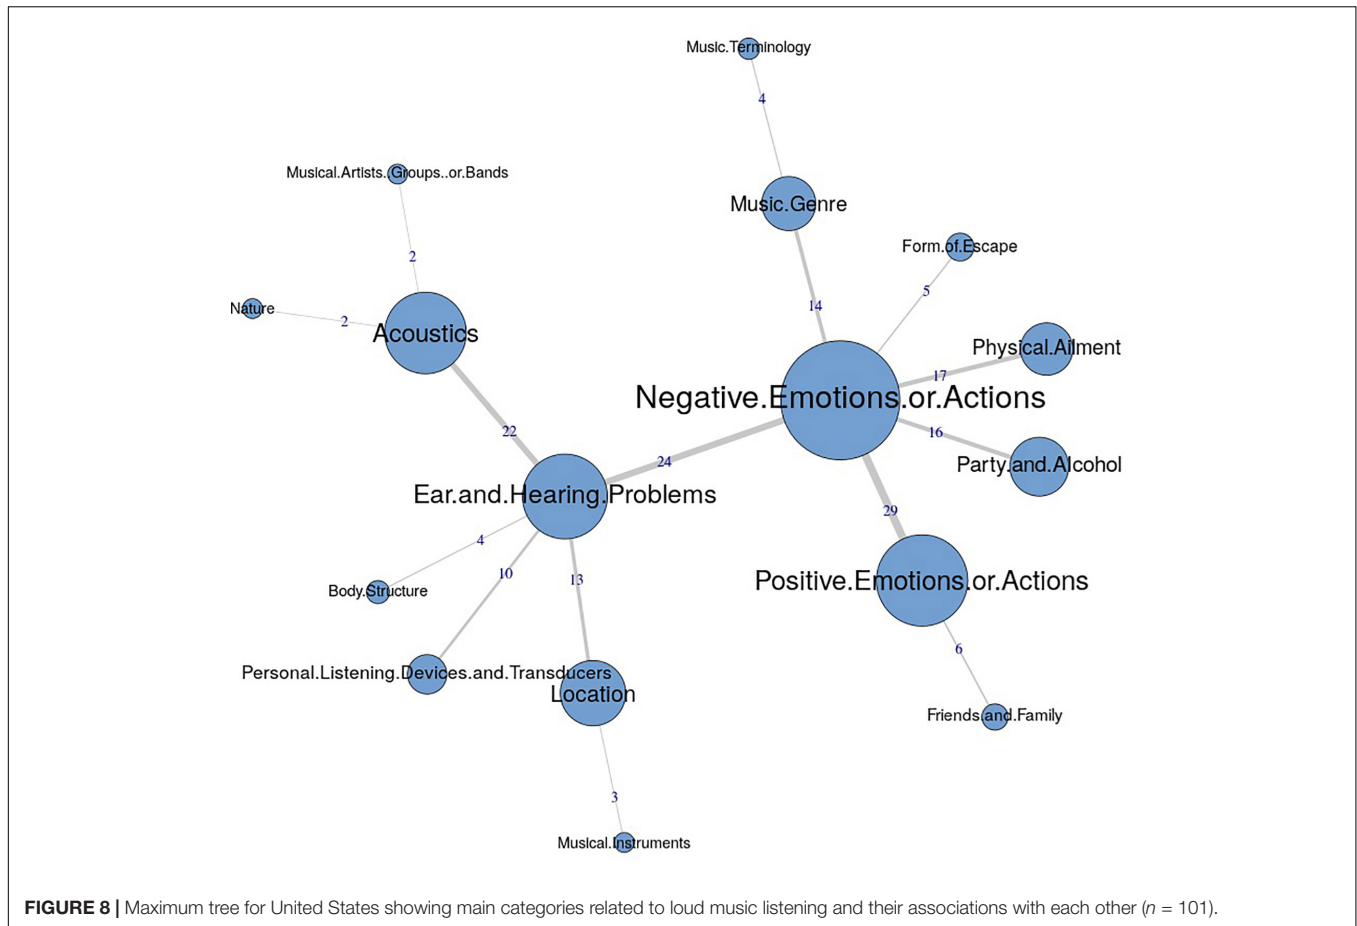 Music.Terminology
4
Musical.Artists..Groups..or.Bands
Music.Genre
Form.of.Escape
2
5
14
Nature
2
Acoustics
Physical.Ailment
17
Negative.Emotions.or.Actions
22
16
24
Party.and.Alcohol
Ear.and.Hearing.Problems
29
4
10
13
Positive.Emotions.or.Actions
Body.Structure
6
Personal.Listening.Devices.and.Transducers
Location
Friends.and.Family
3
Musical.Instruments
FIGURE 8 | Maximum tree for United States showing main categories related to loud music listening and their associations with each other (n = 101).